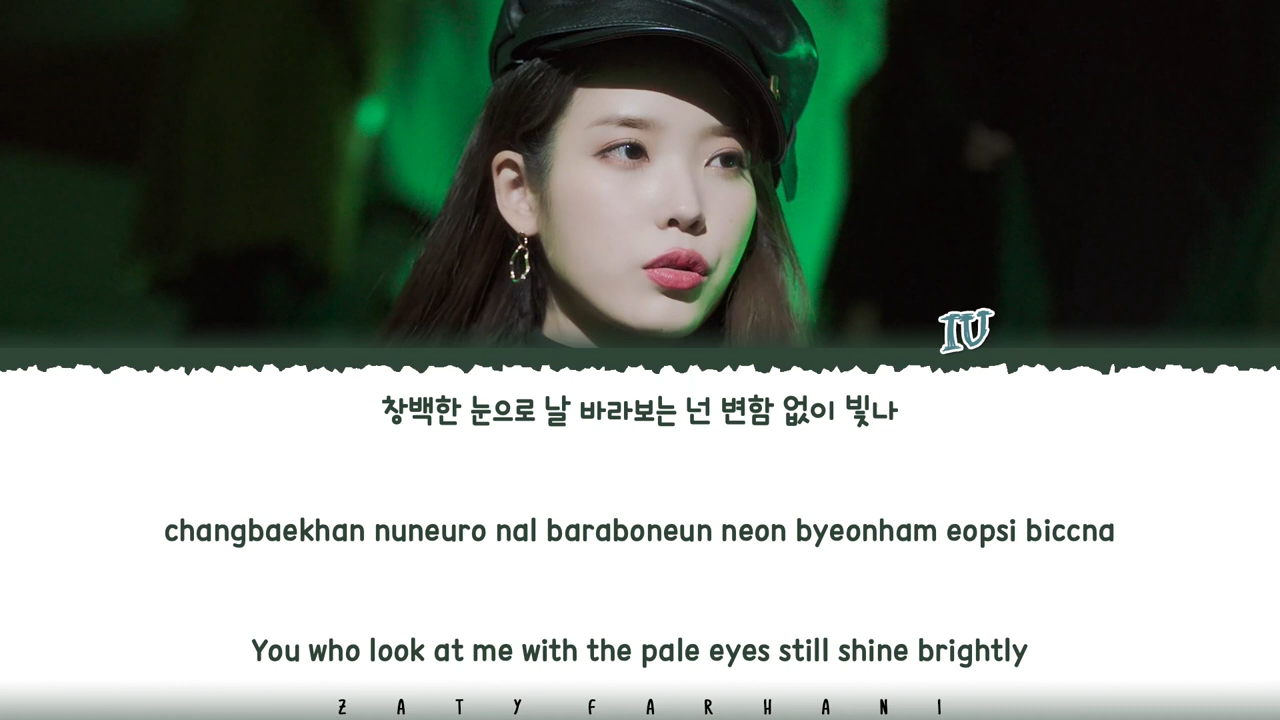 IU
창백한 눈으로 날 바라보는 넌 변함 없이 빛나
changbaekhan nuneuro nal baraboneun neon byeonham eopsi biccna
You who look at me with the pale eyes still shine brightly
ZATY FARHANI